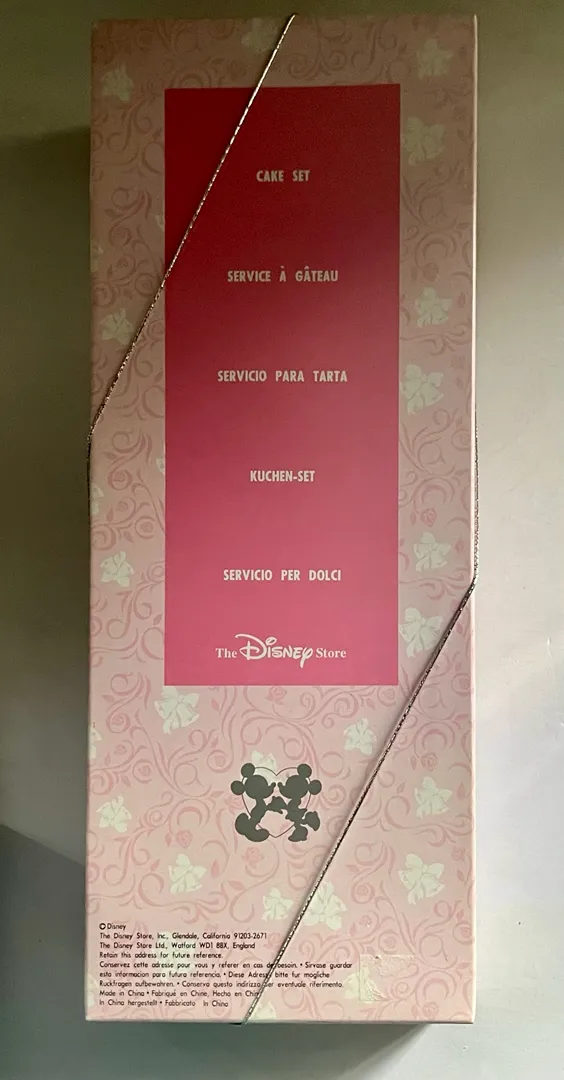 CAKE SET
SERVICE À GÂTEAU
SERVICIO PARA TARTA
KUCHEN-SET
SERVICIO PER DOLCI
The Disney Store
© Disney
The Disney Store, Inc., Glendale, California 91203-2671
The Disney Store Ltd., Watford WD1 8BX, England
Retain this address for future reference.
Conservez cette adresse pour vous y referer en cas de besoin. • Sirvase guardar
esta informacion para futura referencia. • Diese Adresse bitte fur mogliche
Ruckfragen aufbewahren. • Conserva questo indirizzo per eventuale riferimento.
Made in China • Fabriqué en Chine, Hecho en China
In China hergestellt • Fabbricato In China